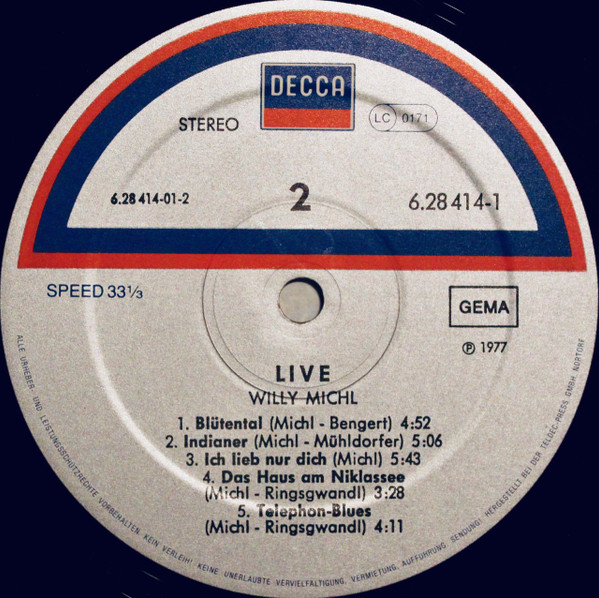 DECCA
STEREO
LC 0171
6.28 414-01-2
2
6.28 414-1
SPEED 33⅓
GEMA
℗ 1977
LIVE
WILLY MICHL
1. Blütental (Michl - Bengert) 4:52
2. Indianer (Michl - Mühldorfer) 5:06
3. Ich lieb nur dich (Michl) 5:43
4. Das Haus am Niklassee
(Michl - Ringsgwandl) 3:28
5. Telephon-Blues
(Michl - Ringsgwandl) 4:11
ALLE URHEBER- UND LEISTUNGSSCHUTZRECHTE VORBEHALTEN. KEIN VERLEIH! KEINE UNERLAUBTE VERVIELFÄLTIGUNG, VERMIETUNG, AUFFÜHRUNG, SENDUNG! HERGESTELLT BEI DER TELDEC-PRESS GMBH, NORTORF